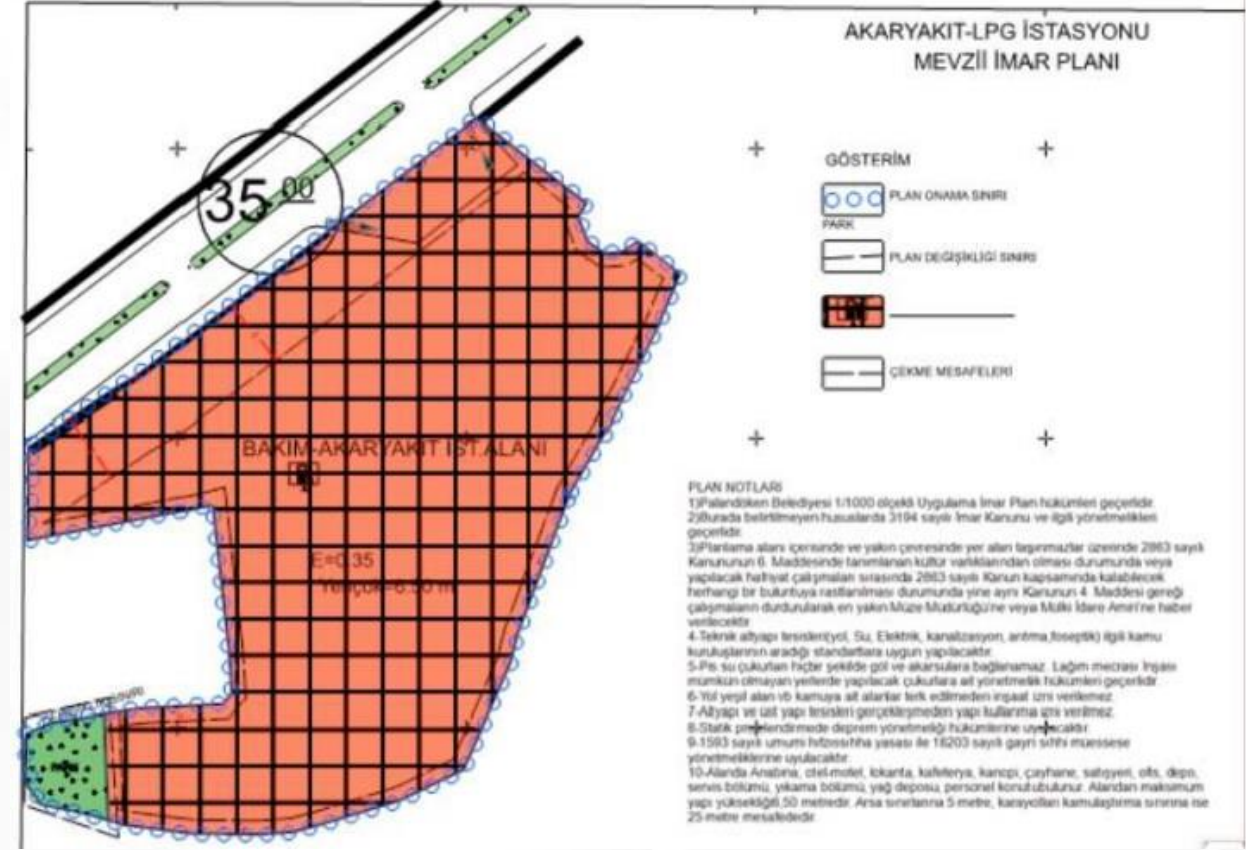 AKARYAKIT-LPG İSTASYONU
MEVZİİ İMAR PLANI
GÖSTERİM
PLAN ONAMA SINIRI
PARK
PLAN DEĞİŞİKLİĞİ SINIRI
ÇEKME MESAFELERİ
35 00
BAKIM-AKARYAKIT İST.ALANI
E=0.35
Yençok=6.50 m
PLAN NOTLARI
1)Palandöken Belediyesi 1/1000 ölçekli Uygulama İmar Plan hükümleri geçerlidir.
2)Burada belirtilmeyen hususlarda 3194 sayılı İmar Kanunu ve ilgili yönetmelikleri
geçerlidir.
3)Planlama alanı içerisinde ve yakın çevresinde yer alan taşınmazlar üzerinde 2863 sayılı
Kanununun 6. Maddesinde tanımlanan kültür varlıklarından olması durumunda veya
yapılacak hafriyat çalışmaları sırasında 2863 sayılı Kanun kapsamında kalabilecek
herhangi bir buluntuya rastlanılması durumunda yine aynı Kanunun 4. Maddesi gereği
çalışmaların durdurularak en yakın Müze Müdürlüğü'ne veya Mülki İdare Amiri'ne haber
verilecektir
4-Teknik altyapı tesisleri(yol, Su, Elektrik, kanalizasyon, arıtma,foseptik) ilgili kamu
kuruluşlarının aradığı standartlara uygun yapılacaktır.
5-Pis su çukurları hiçbir şekilde göl ve akarsulara bağlanamaz. Lağım mecrası İnşası
mümkün olmayan yerlerde yapılacak çukurlara ait yönetmelik hükümleri geçerlidir.
6-Yol yeşil alan vb kamuya ait alanlar terk edilmeden inşaat izni verilemez.
7-Altyapı ve üst yapı tesisleri gerçekleşmeden yapı kullanma izni verilmez.
8-Statik deprem yönetmeliği hükümlerine
9-1593 sayılı umumi hıfzıssıhha yasası ile 18203 sayılı gayri sıhhi müessese
yönetmeliklerine uyulacaktır.
10-Alanda Anabina, otel-motel, lokanta, kafeterya, kanopi, çayhane, satışyeri, ofis, depo,
servis bölümü, yıkama bölümü, yağ deposu, personel konutubulunur. Alandan maksimum
yapı yüksekliği6,50 metredir. Arsa sınırlarına 5 metre, karayolları kamulaştırma sınırına ise
25 metre mesafededir.